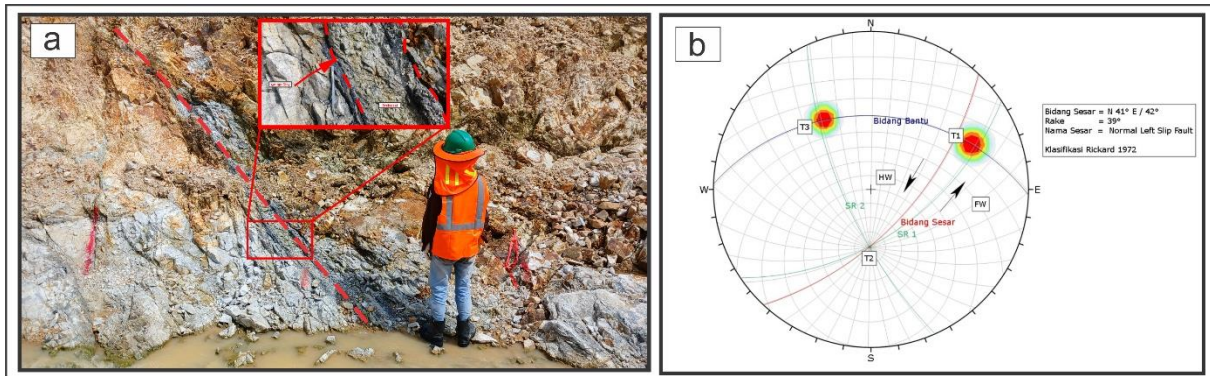 a
b
N
Bidang Sesar = N 41° E / 42°
Rake = 39°
Nama Sesar = Normal Left Slip Fault
Klasifikasi Rickard 1972
T3
Bidang Bantu
T1
W
HW
E
SR 2
FW
Bidang Sesar
SR 1
T2
S